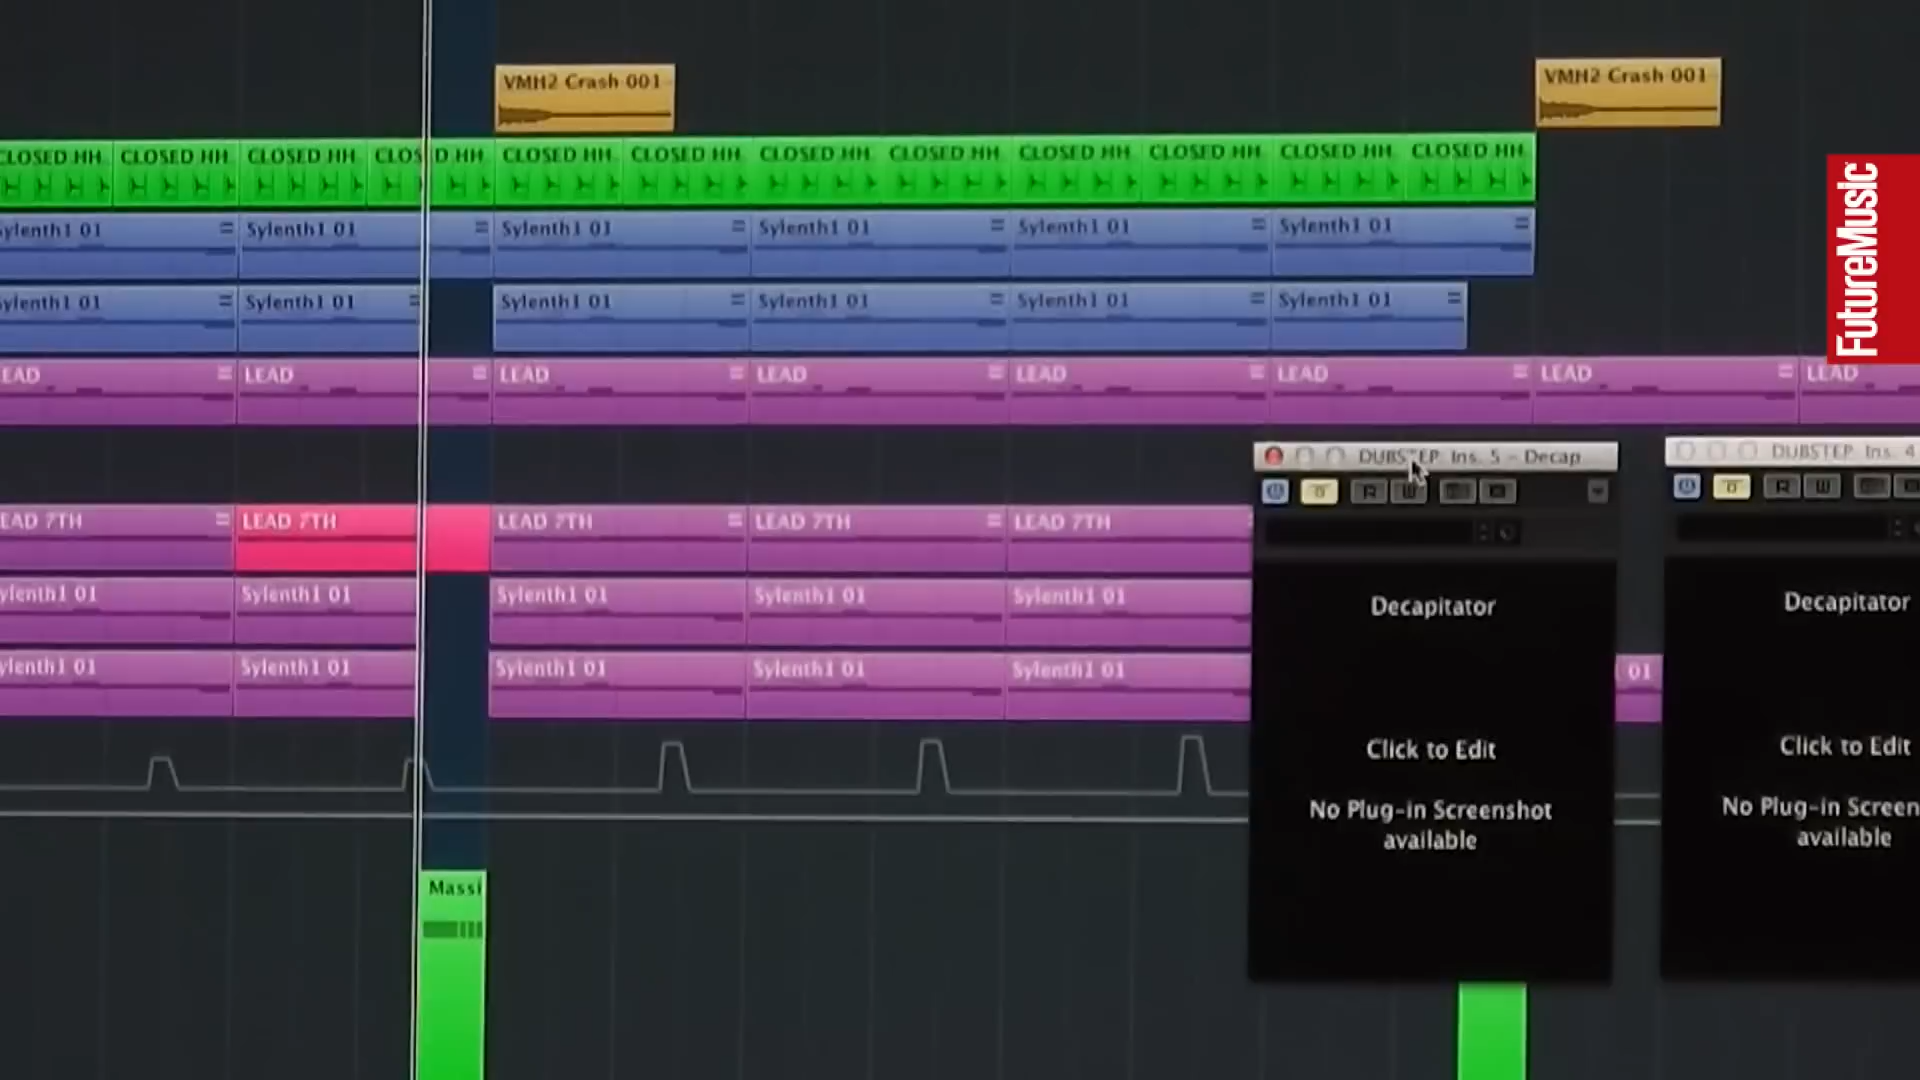 VMH2 Crash 001
VMH2 Crash 001
CLOSED HH CLOSED HH CLOSED HH CLOSED HH CLOSED HH CLOSED HH CLOSED HH CLOSED HH CLOSED HH CLOSED HH CLOSED HH CLOSED HH
ylenth1 01 Sylenth1 01 Sylenth1 01 Sylenth1 01 Sylenth1 01 Sylenth1 01
ylenth1 01 Sylenth1 01 Sylenth1 01 Sylenth1 01 Sylenth1 01 Sylenth1 01
EAD LEAD LEAD LEAD LEAD LEAD LEAD LEAD
FutureMusic
EAD 7TH LEAD 7TH LEAD 7TH LEAD 7TH LEAD 7TH
ylenth1 01 Sylenth1 01 Sylenth1 01 Sylenth1 01 Sylenth1 01
ylenth1 01 Sylenth1 01 Sylenth1 01 Sylenth1 01 Sylenth1 01 01
Massi
DUBSTEP Ins. 5 - Decap
R W
Decapitator
Click to Edit
No Plug-in Screenshot
available
DUBSTEP Ins. 4
R W
Decapitator
Click to Edit
No Plug-in Screen
available